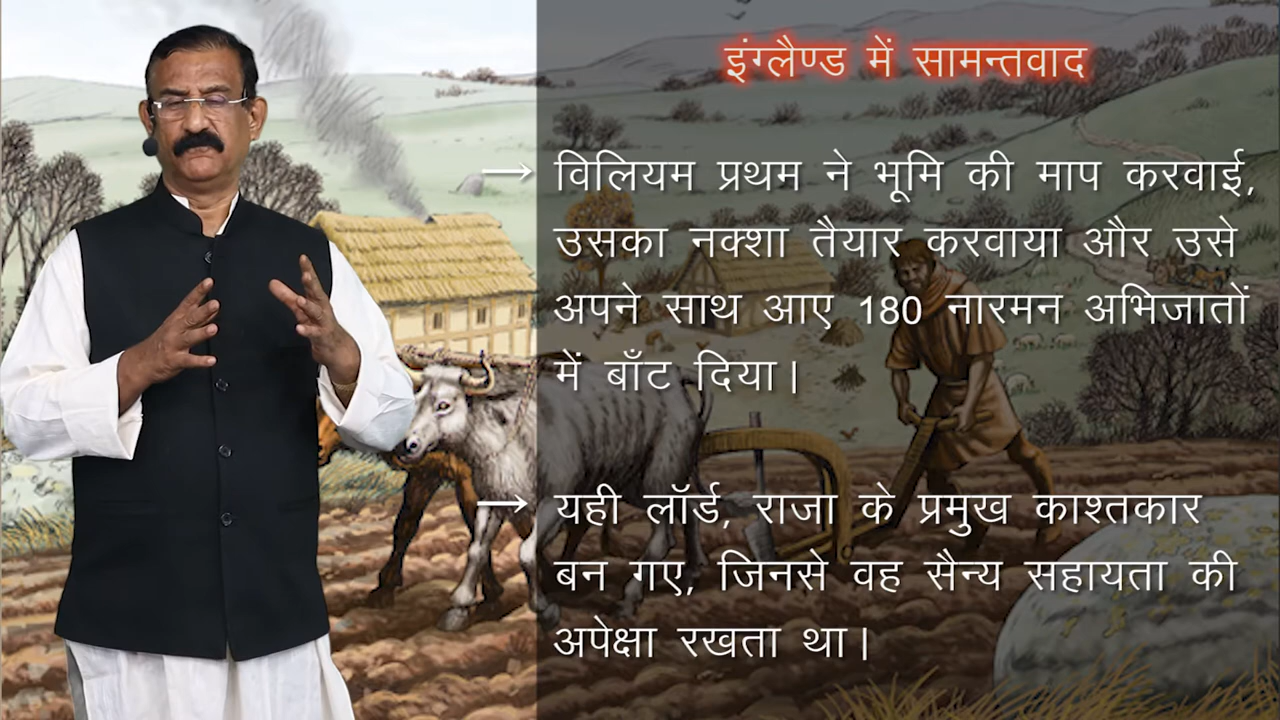 इंग्लैण्ड में सामन्तवाद
→ विलियम प्रथम ने भूमि की माप करवाई,
उसका नक्शा तैयार करवाया और उसे
अपने साथ आए 180 नारमन अभिजातों
में बाँट दिया।
→ यही लॉर्ड, राजा के प्रमुख काश्तकार
बन गए, जिनसे वह सैन्य सहायता की
अपेक्षा रखता था।